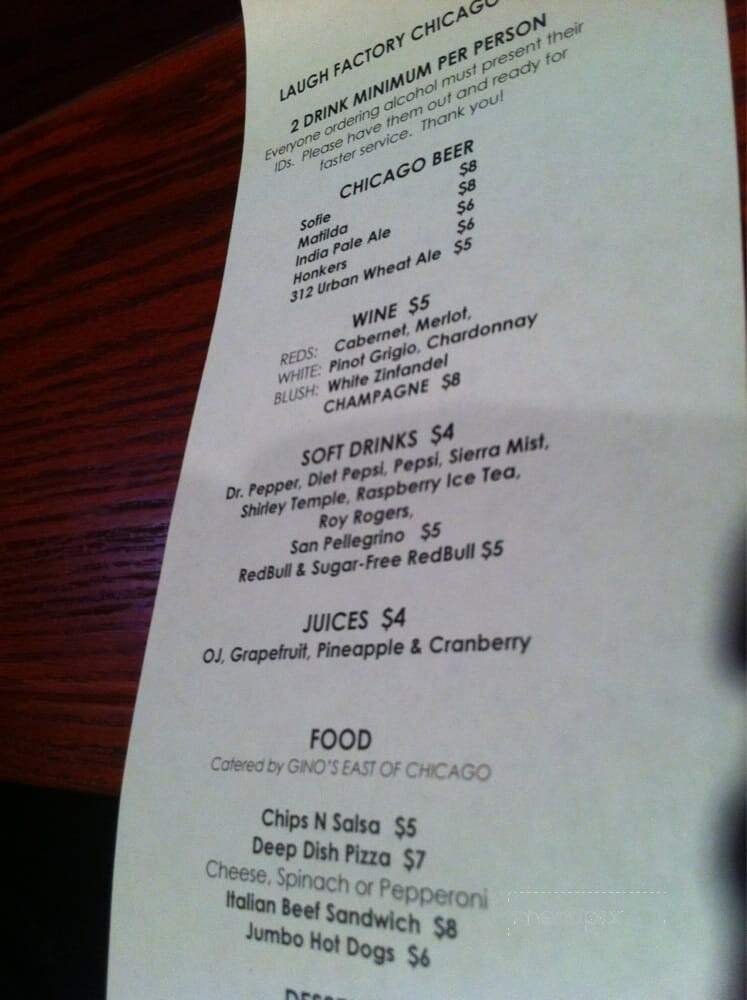 LAUGH FACTORY CHICAGO
2 DRINK MINIMUM PER PERSON
Everyone ordering alcohol must present their
IDs. Please have them out and ready for
faster service. Thank you!
CHICAGO BEER
Sofie $8
Matilda $8
India Pale Ale $6
Honkers $6
312 Urban Wheat Ale $5
WINE $5
REDS: Cabernet, Merlot,
WHITE: Pinot Grigio, Chardonnay
BLUSH: White Zinfandel
CHAMPAGNE $8
SOFT DRINKS $4
Dr. Pepper, Diet Pepsi, Pepsi, Sierra Mist,
Shirley Temple, Raspberry Ice Tea,
Roy Rogers,
San Pellegrino $5
RedBull & Sugar-Free RedBull $5
JUICES $4
OJ, Grapefruit, Pineapple & Cranberry
FOOD
Catered by GINO'S EAST OF CHICAGO
Chips N Salsa $5
Deep Dish Pizza $7
Cheese, Spinach or Pepperoni
Italian Beef Sandwich $8
Jumbo Hot Dogs $6